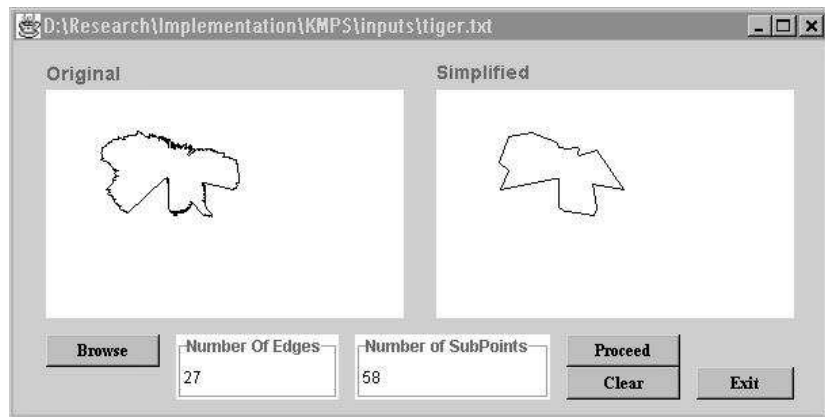 D:\Research\Implementation\KMPS\inputs\tiger.txt
Original
Simplified
Browse
Number Of Edges
27
Number of SubPoints
58
Proceed
Clear
Exit